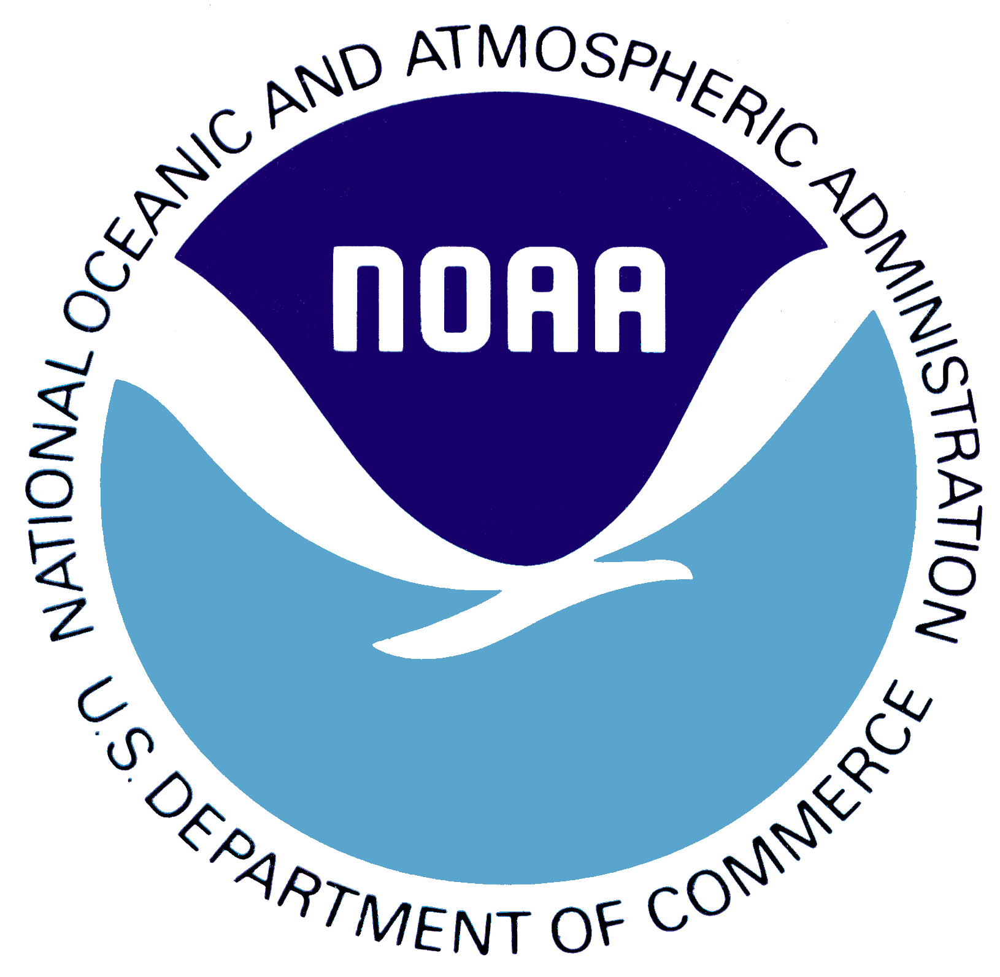 NATIONAL OCEANIC AND ATMOSPHERIC ADMINISTRATION
NOAA
U.S. DEPARTMENT OF COMMERCE